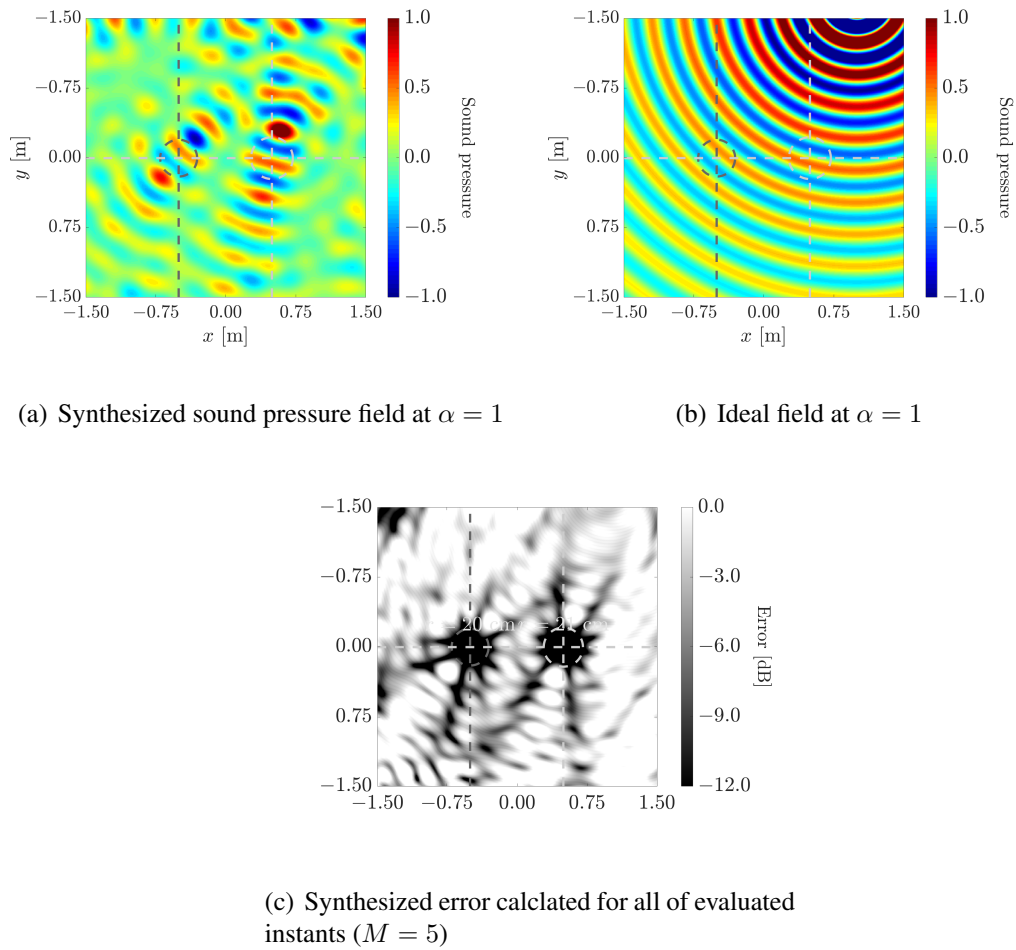 −1.50 −0.75 0.00 0.75 −1.50
y [m]
−1.50 −0.75 0.00 0.75 1.50
x [m]
1.0 0.5 0.0 −0.5 −1.0
Sound pressure
−1.50 −0.75 0.00 0.75 −1.50
y [m]
−1.50 −0.75 0.00 0.75 1.50
x [m]
1.0 0.5 0.0 −0.5 −1.0
Sound pressure
(a) Synthesized sound pressure field at α = 1
(b) Ideal field at α = 1
−1.50 −0.75 0.00 0.75 −1.50
20 cm = 21 cm
−1.50 −0.75 0.00 0.75 1.50
0.0 −3.0 −6.0 −9.0 −12.0
Error [dB]
(c) Synthesized error calclated for all of evaluated
instants (M = 5)